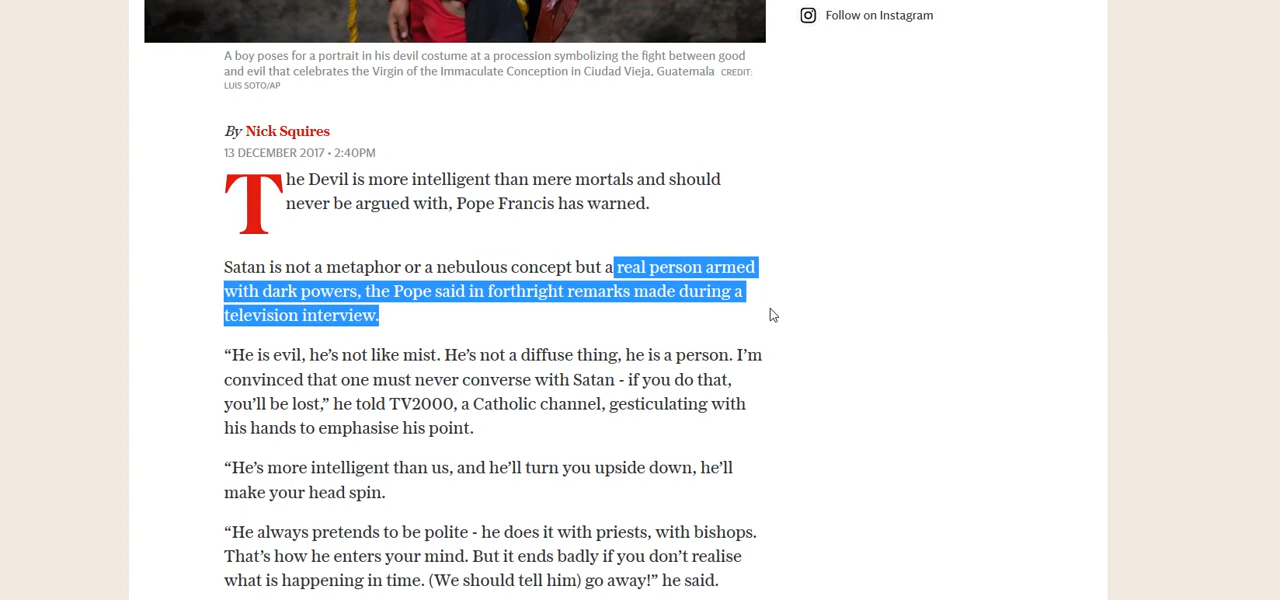 Follow on Instagram
A boy poses for a portrait in his devil costume at a procession symbolizing the fight between good
and evil that celebrates the Virgin of the Immaculate Conception in Ciudad Vieja, Guatemala CREDIT:
LUIS SOTO/AP
By Nick Squires
13 DECEMBER 2017 • 2:40PM
The Devil is more intelligent than mere mortals and should
never be argued with, Pope Francis has warned.
Satan is not a metaphor or a nebulous concept but a real person armed
with dark powers, the Pope said in forthright remarks made during a
television interview.
“He is evil, he’s not like mist. He’s not a diffuse thing, he is a person. I’m
convinced that one must never converse with Satan - if you do that,
you’ll be lost,” he told TV2000, a Catholic channel, gesticulating with
his hands to emphasise his point.
“He’s more intelligent than us, and he’ll turn you upside down, he’ll
make your head spin.
“He always pretends to be polite - he does it with priests, with bishops.
That’s how he enters your mind. But it ends badly if you don’t realise
what is happening in time. (We should tell him) go away!” he said.